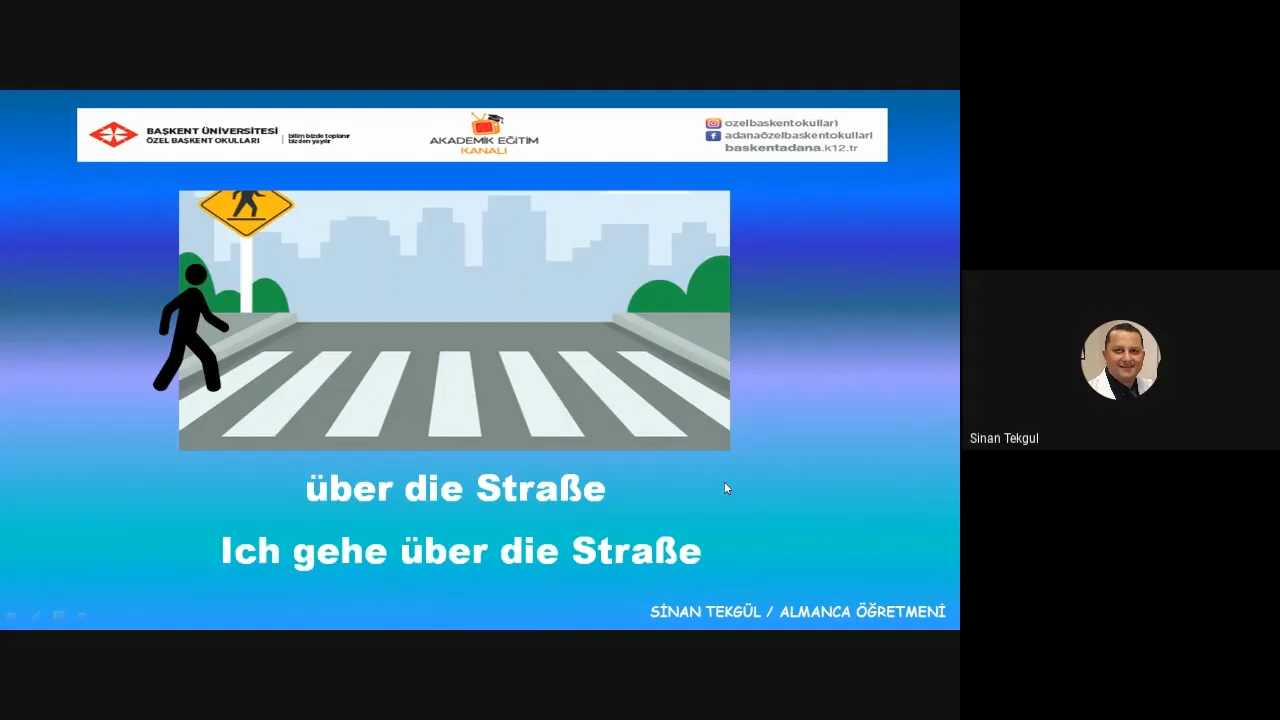 BAŞKENT ÜNİVERSİTESİ
ÖZEL BAŞKENT OKULLARI
bilim bizde toplanır
bizden yayılır
AKADEMİK EĞİTİM
KANALI
ozelbaskentokullari
adanaözelbaskentokullari
baskentadana.k12.tr
über die Straße
Ich gehe über die Straße
SİNAN TEKGÜL / ALMANCA ÖĞRETMENİ
Sinan Tekgul